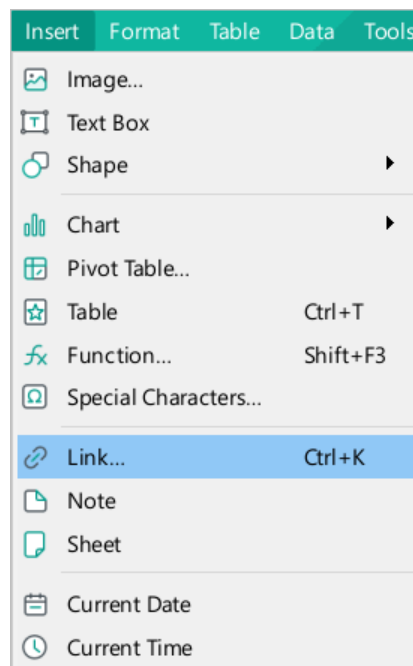 Insert Format Table Data Tools
Image...
Text Box
Shape
Chart
Pivot Table...
Table Ctrl+T
Function... Shift+F3
Special Characters...
Link... Ctrl+K
Note
Sheet
Current Date
Current Time